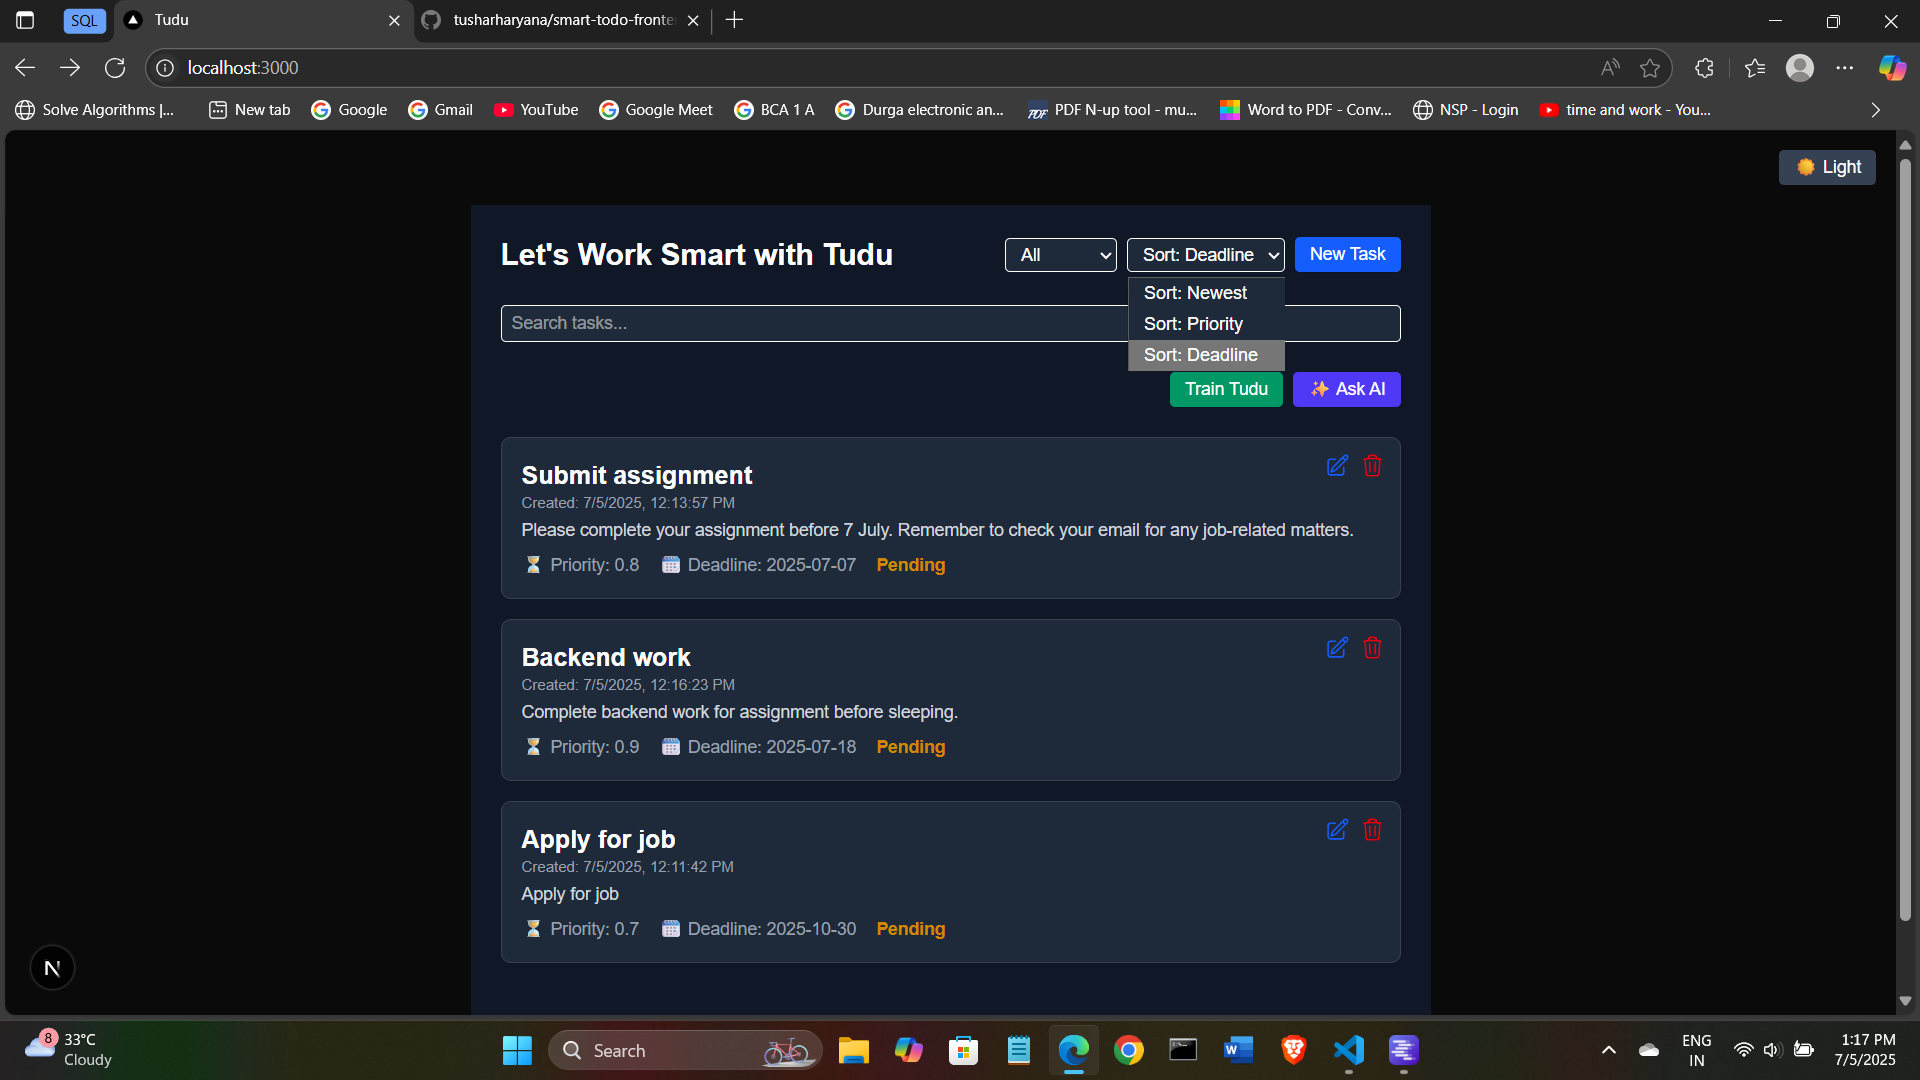 SQL
Tudu
tusharharyana/smart-todo-fronte
localhost:3000
Solve Algorithms |...
New tab
Google
Gmail
YouTube
Google Meet
BCA 1 A
Durga electronic an...
PDF N-up tool - mu...
Word to PDF - Conv...
NSP - Login
time and work - You...
Light
Let's Work Smart with Tudu
All
Sort: Deadline
New Task
Sort: Newest
Sort: Priority
Sort: Deadline
Search tasks...
Train Tudu
✨ Ask AI
Submit assignment
Created: 7/5/2025, 12:13:57 PM
Please complete your assignment before 7 July. Remember to check your email for any job-related matters.
⏳ Priority: 0.8 🗓 Deadline: 2025-07-07 Pending
Backend work
Created: 7/5/2025, 12:16:23 PM
Complete backend work for assignment before sleeping.
⏳ Priority: 0.9 🗓 Deadline: 2025-07-18 Pending
Apply for job
Created: 7/5/2025, 12:11:42 PM
Apply for job
⏳ Priority: 0.7 🗓 Deadline: 2025-10-30 Pending
N
8
33°C
Cloudy
Search
ENG
IN
1:17 PM
7/5/2025